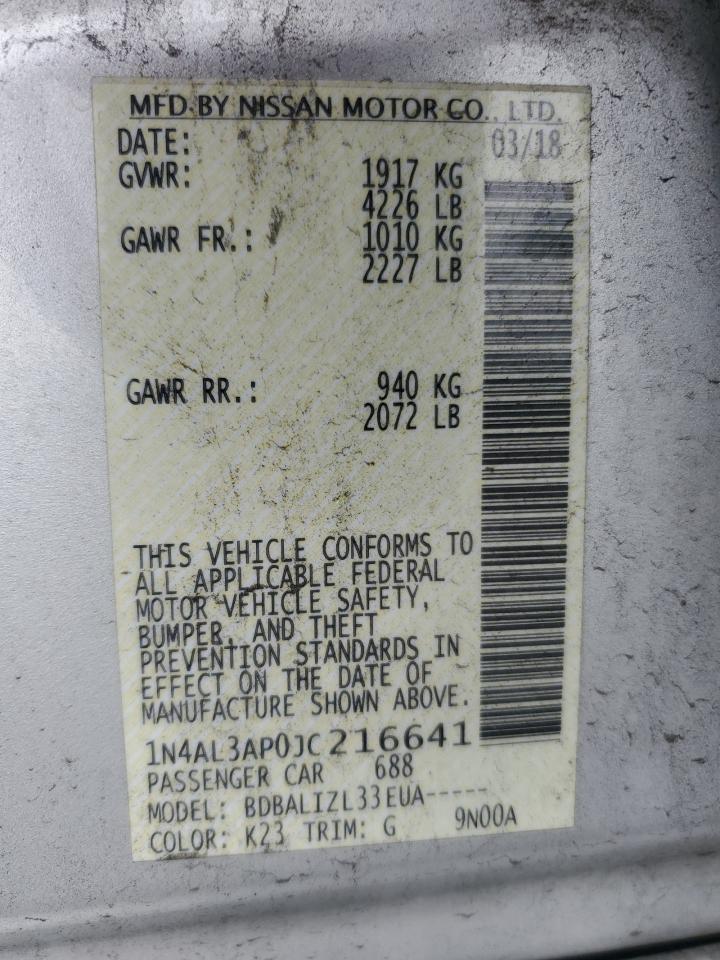 MFD BY NISSAN MOTOR CO., LTD.
DATE: 03/18
GVWR: 1917 KG
4226 LB
GAWR FR.: 1010 KG
2227 LB
GAWR RR.: 940 KG
2072 LB
THIS VEHICLE CONFORMS TO
ALL APPLICABLE FEDERAL
MOTOR VEHICLE SAFETY,
BUMPER, AND THEFT
PREVENTION STANDARDS IN
EFFECT ON THE DATE OF
MANUFACTURE SHOWN ABOVE.
1N4AL3AP0JC216641
PASSENGER CAR 688
MODEL: BDBALIZL33EUA-----
COLOR: K23 TRIM: G 9N00A